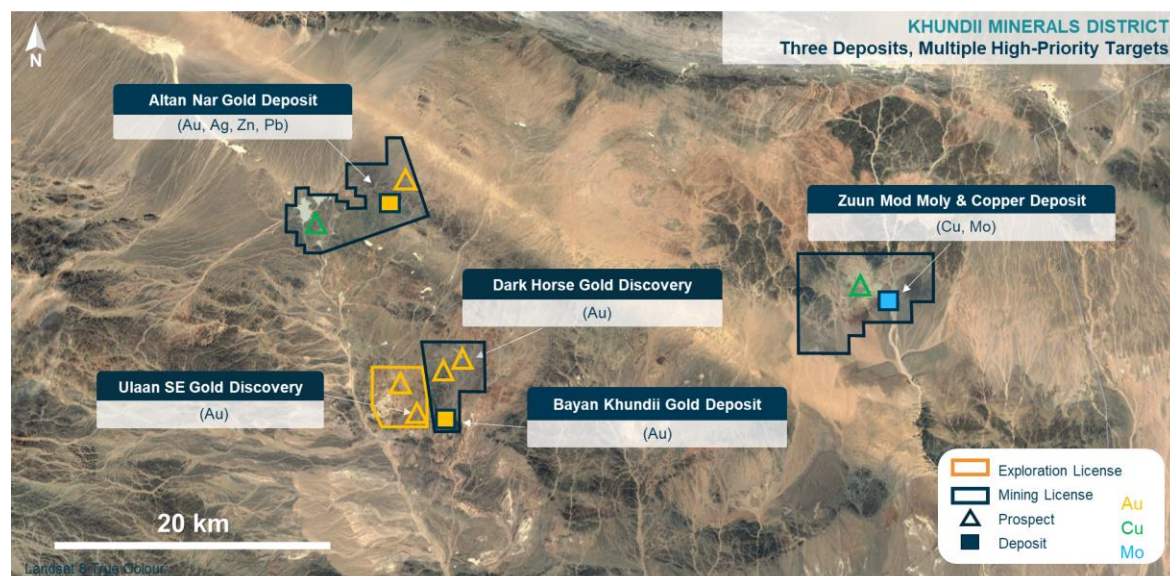 KHUNDII MINERALS DISTRICT
Three Deposits, Multiple High-Priority Targets
N
Altan Nar Gold Deposit
(Au, Ag, Zn, Pb)
Zuun Mod Moly & Copper Deposit
(Cu, Mo)
Dark Horse Gold Discovery
(Au)
Ulaan SE Gold Discovery
(Au)
Bayan Khundii Gold Deposit
(Au)
Exploration License
Mining License
Prospect
Deposit
Au
Cu
Mo
20 km
Landsat 8 True Colour